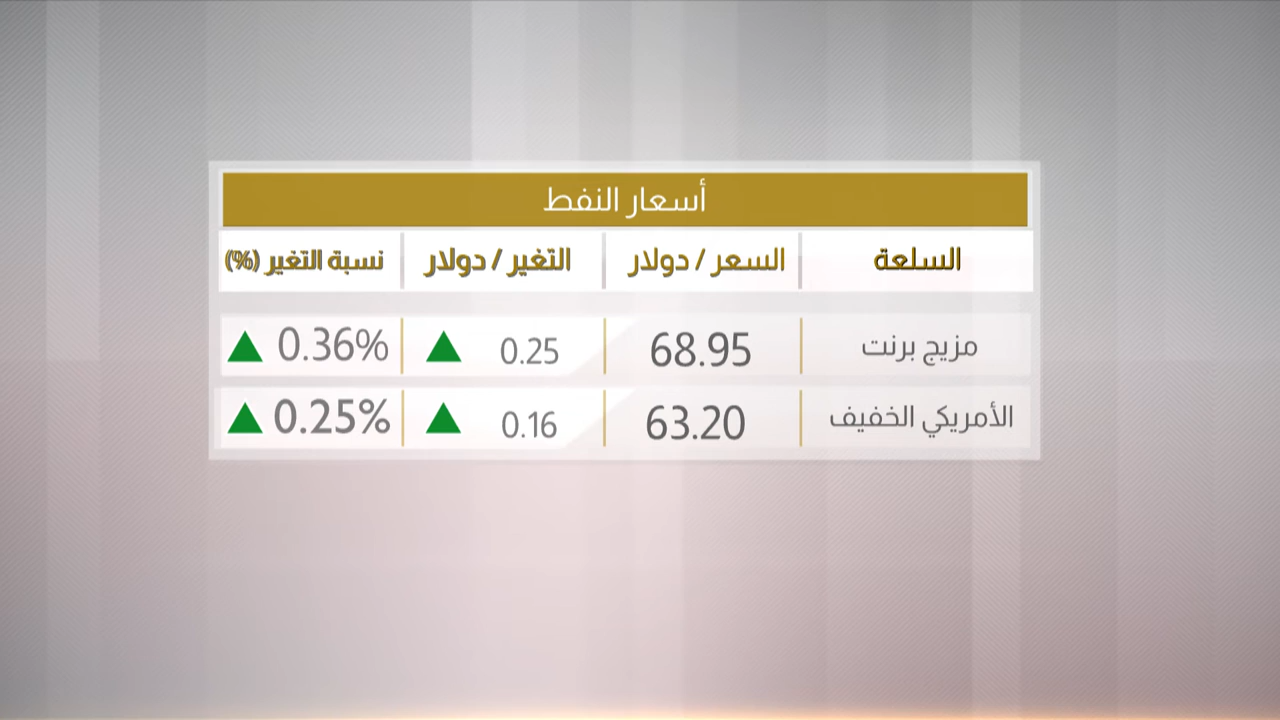 أسعار النفط
السلعة السعر / دولار التغير / دولار نسبة التغير (%)
مزيج برنت 68.95 0.25 0.36%
الأمريكي الخفيف 63.20 0.16 0.25%